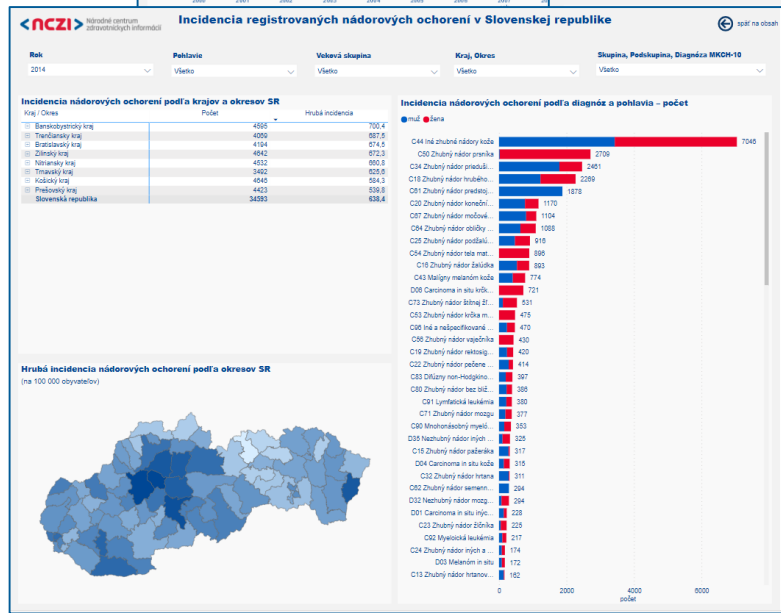 2000 2001 2002 2003 2004 2005 2006 2007
<nczi> Národné centrum zdravotníckych informácií
Incidencia registrovaných nádorových ochorení v Slovenskej republike
späť na obsah
Rok
Pohlavie
Veková skupina
Kraj, Okres
Skupina, Podskupina, Diagnóza MKCH-10
2014
Všetko
Všetko
Všetko
Všetko
Incidencia nádorových ochorení podľa krajov a okresov SR
Kraj / Okres Počet Hrubá incidencia
Banskobystrický kraj 4595 700,4
Trenčiansky kraj 4069 687,5
Bratislavský kraj 4194 674,5
Žilinský kraj 4642 672,3
Nitriansky kraj 4532 660,8
Trnavský kraj 3492 625,6
Košický kraj 4646 584,3
Prešovský kraj 4423 539,8
Slovenská republika 34593 638,4
Incidencia nádorových ochorení podľa diagnóz a pohlavia – počet
muž žena
C44 Iné zhubné nádory kože 7046
C50 Zhubný nádor prsníka 2709
C34 Zhubný nádor prieduši... 2461
C18 Zhubný nádor hrubého... 2269
C61 Zhubný nádor predstoj... 1878
C20 Zhubný nádor koneční... 1170
C67 Zhubný nádor močové... 1104
C64 Zhubný nádor obličky ... 1088
C25 Zhubný nádor podžalú... 916
C54 Zhubný nádor tela mat... 896
C16 Zhubný nádor žalúdka 893
C43 Malígny melanóm kože 774
D06 Carcinoma in situ krčk... 721
C73 Zhubný nádor štítnej žľ... 531
C53 Zhubný nádor krčka m... 475
C96 Iné a nešpecifikované ... 470
C56 Zhubný nádor vaječníka 430
C19 Zhubný nádor rektosig... 420
C22 Zhubný nádor pečene ... 414
C83 Difúzny non-Hodgkino... 397
C80 Zhubný nádor bez bliž... 386
C91 Lymfatická leukémia 380
C71 Zhubný nádor mozgu 377
C90 Mnohonásobný myeló... 353
D35 Nezhubný nádor iných ... 325
C15 Zhubný nádor pažeráka 317
D04 Carcinoma in situ kože 315
C32 Zhubný nádor hrtana 311
C62 Zhubný nádor semenn... 294
D32 Nezhubný nádor mozg... 294
D01 Carcinoma in situ inýc... 228
C23 Zhubný nádor žlčníka 225
C92 Myeloická leukémia 217
C24 Zhubný nádor iných a ... 174
D03 Melanóm in situ 172
C13 Zhubný nádor hrtanov... 162
0 2000 4000 6000
počet
Hrubá incidencia nádorových ochorení podľa okresov SR
(na 100 000 obyvateľov)